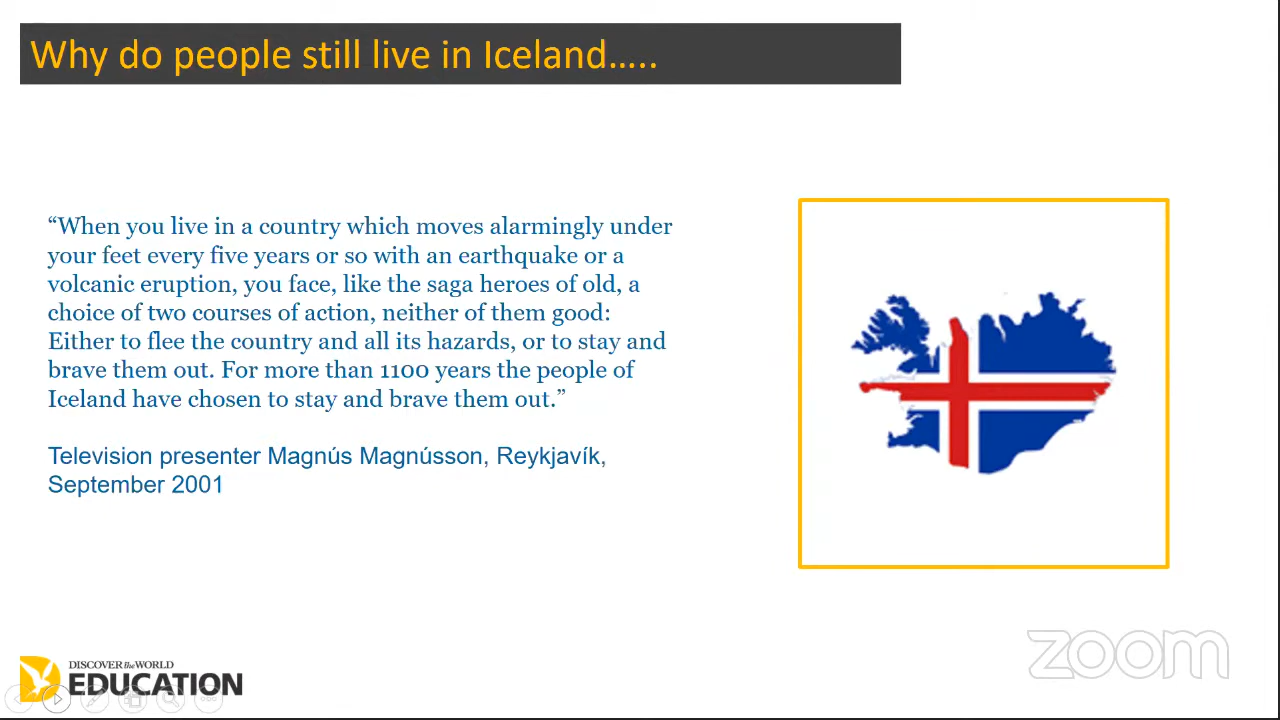 Why do people still live in Iceland.....
“When you live in a country which moves alarmingly under
your feet every five years or so with an earthquake or a
volcanic eruption, you face, like the saga heroes of old, a
choice of two courses of action, neither of them good:
Either to flee the country and all its hazards, or to stay and
brave them out. For more than 1100 years the people of
Iceland have chosen to stay and brave them out.”
Television presenter Magnús Magnússon, Reykjavík,
September 2001
DISCOVER the WORLD
EDUCATION
zoom